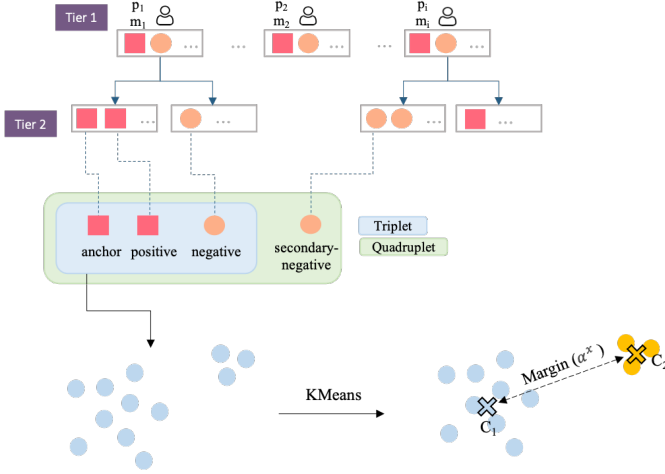 Tier 1
p1
m1
p2
m2
pi
mi
... ... ... ... ... ...
Tier 2
... ... ... ...
anchor positive negative secondary-
negative
Triplet
Quadruplet
KMeans
Margin (α^x)
C1
C2